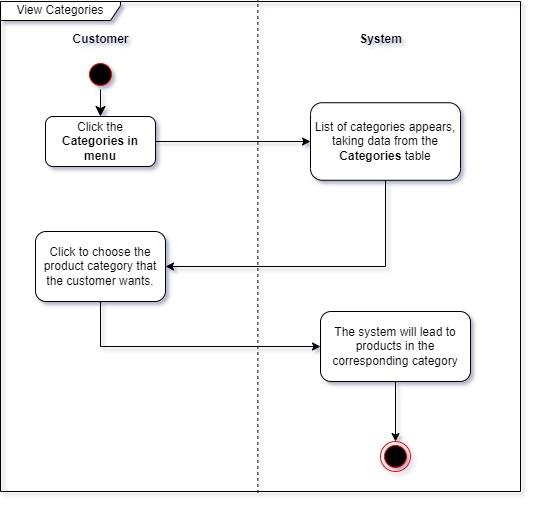 View Categories
Customer
System
Click the
Categories in
menu
List of categories appears,
taking data from the
Categories table
Click to choose the
product category that
the customer wants.
The system will lead to
products in the
corresponding category